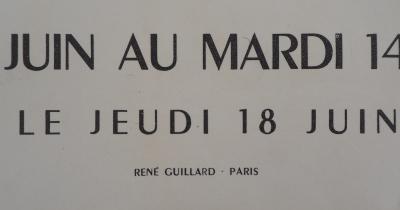 JUIN AU MARDI 14
LE JEUDI 18 JUIN
RENÉ GUILLARD · PARIS